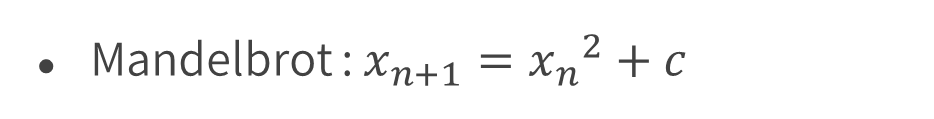 • Mandelbrot : xₙ₊₁ = xₙ² + c